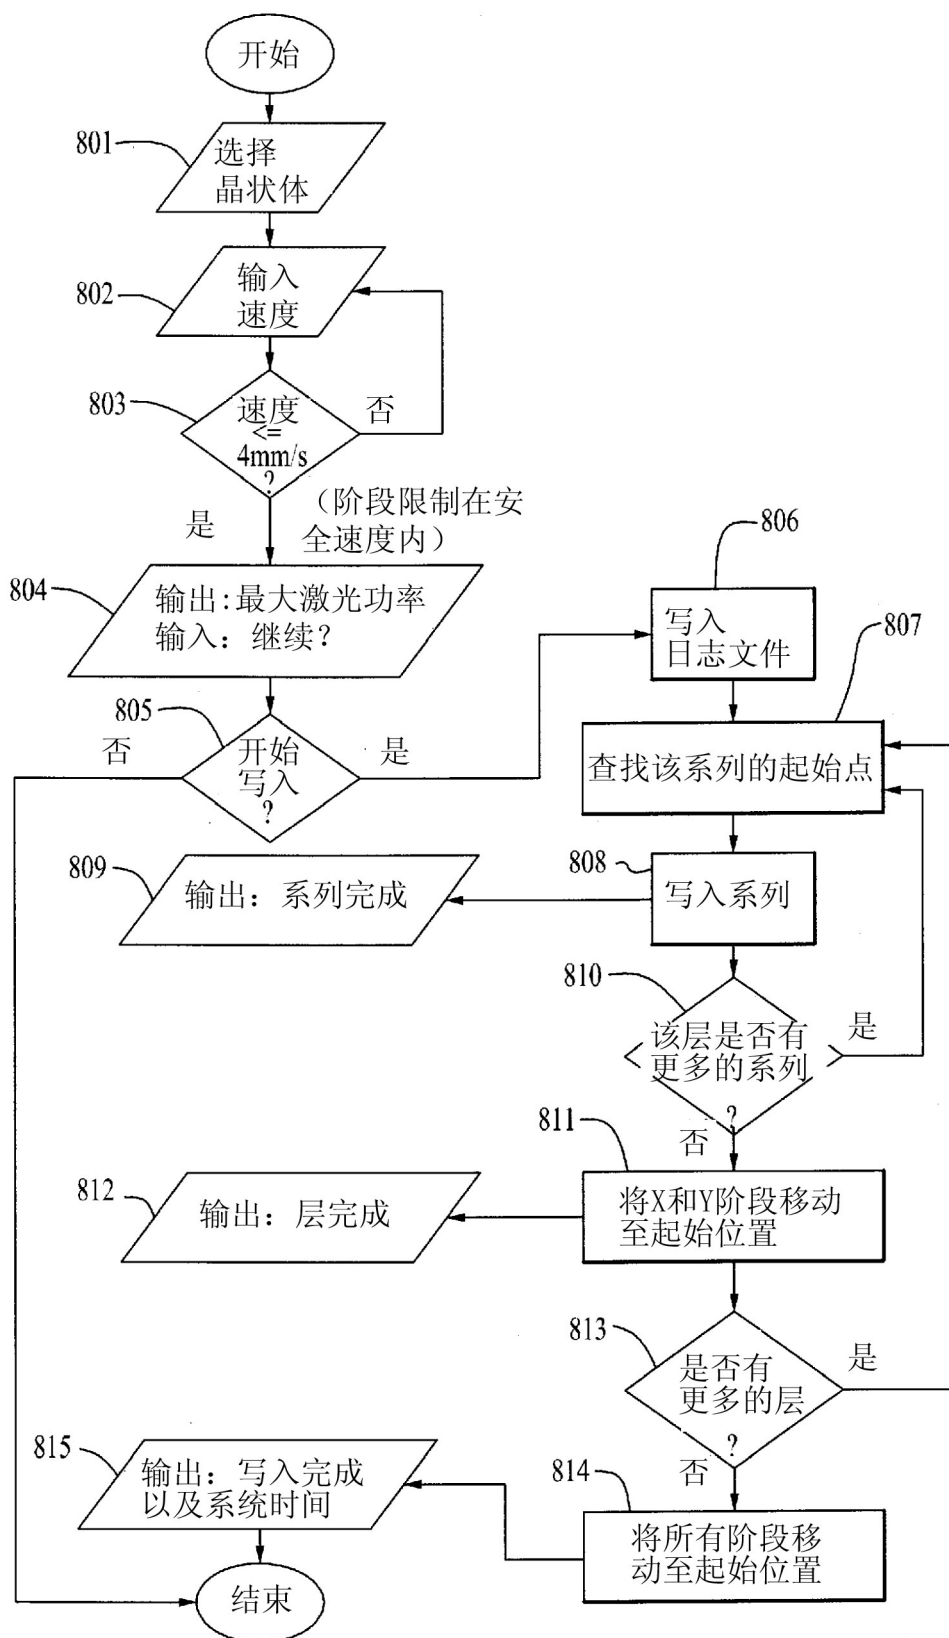 开始
801
选择
晶状体
802
输入
速度
803
速度
<=
4mm/s
?
否
是
（阶段限制在安
全速度内）
804
输出:最大激光功率
输入：继续？
805
开始
写入
?
否
是
806
写入
日志文件
807
查找该系列的起始点
808
写入系列
809
输出：系列完成
810
该层是否有
更多的系列
?
是
否
811
将X和Y阶段移动
至起始位置
812
输出：层完成
813
是否有
更多的层
?
是
否
814
将所有阶段移
动至起始位置
815
输出：写入完成
以及系统时间
结束